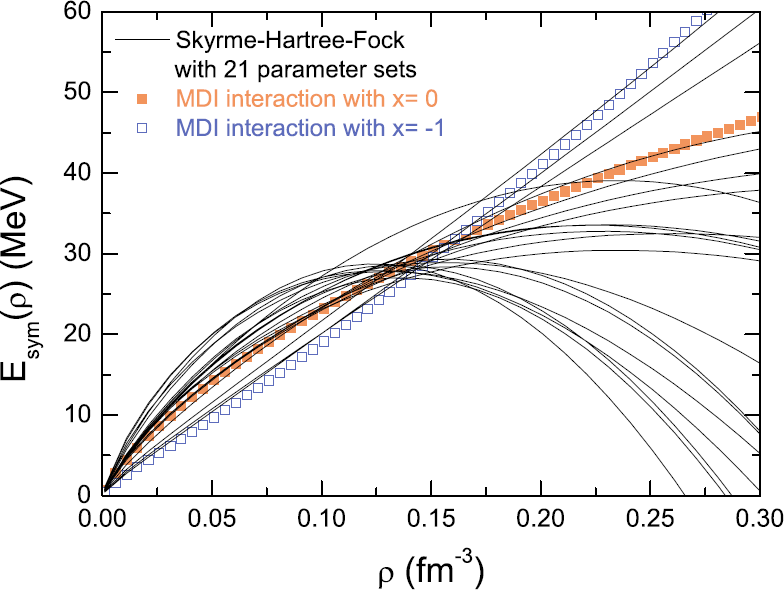 60
50
40
30
20
10
0
E_sym(ρ) (MeV)
Skyrme-Hartree-Fock
with 21 parameter sets
MDI interaction with x= 0
MDI interaction with x= -1
0.00 0.05 0.10 0.15 0.20 0.25 0.30
ρ (fm⁻³)